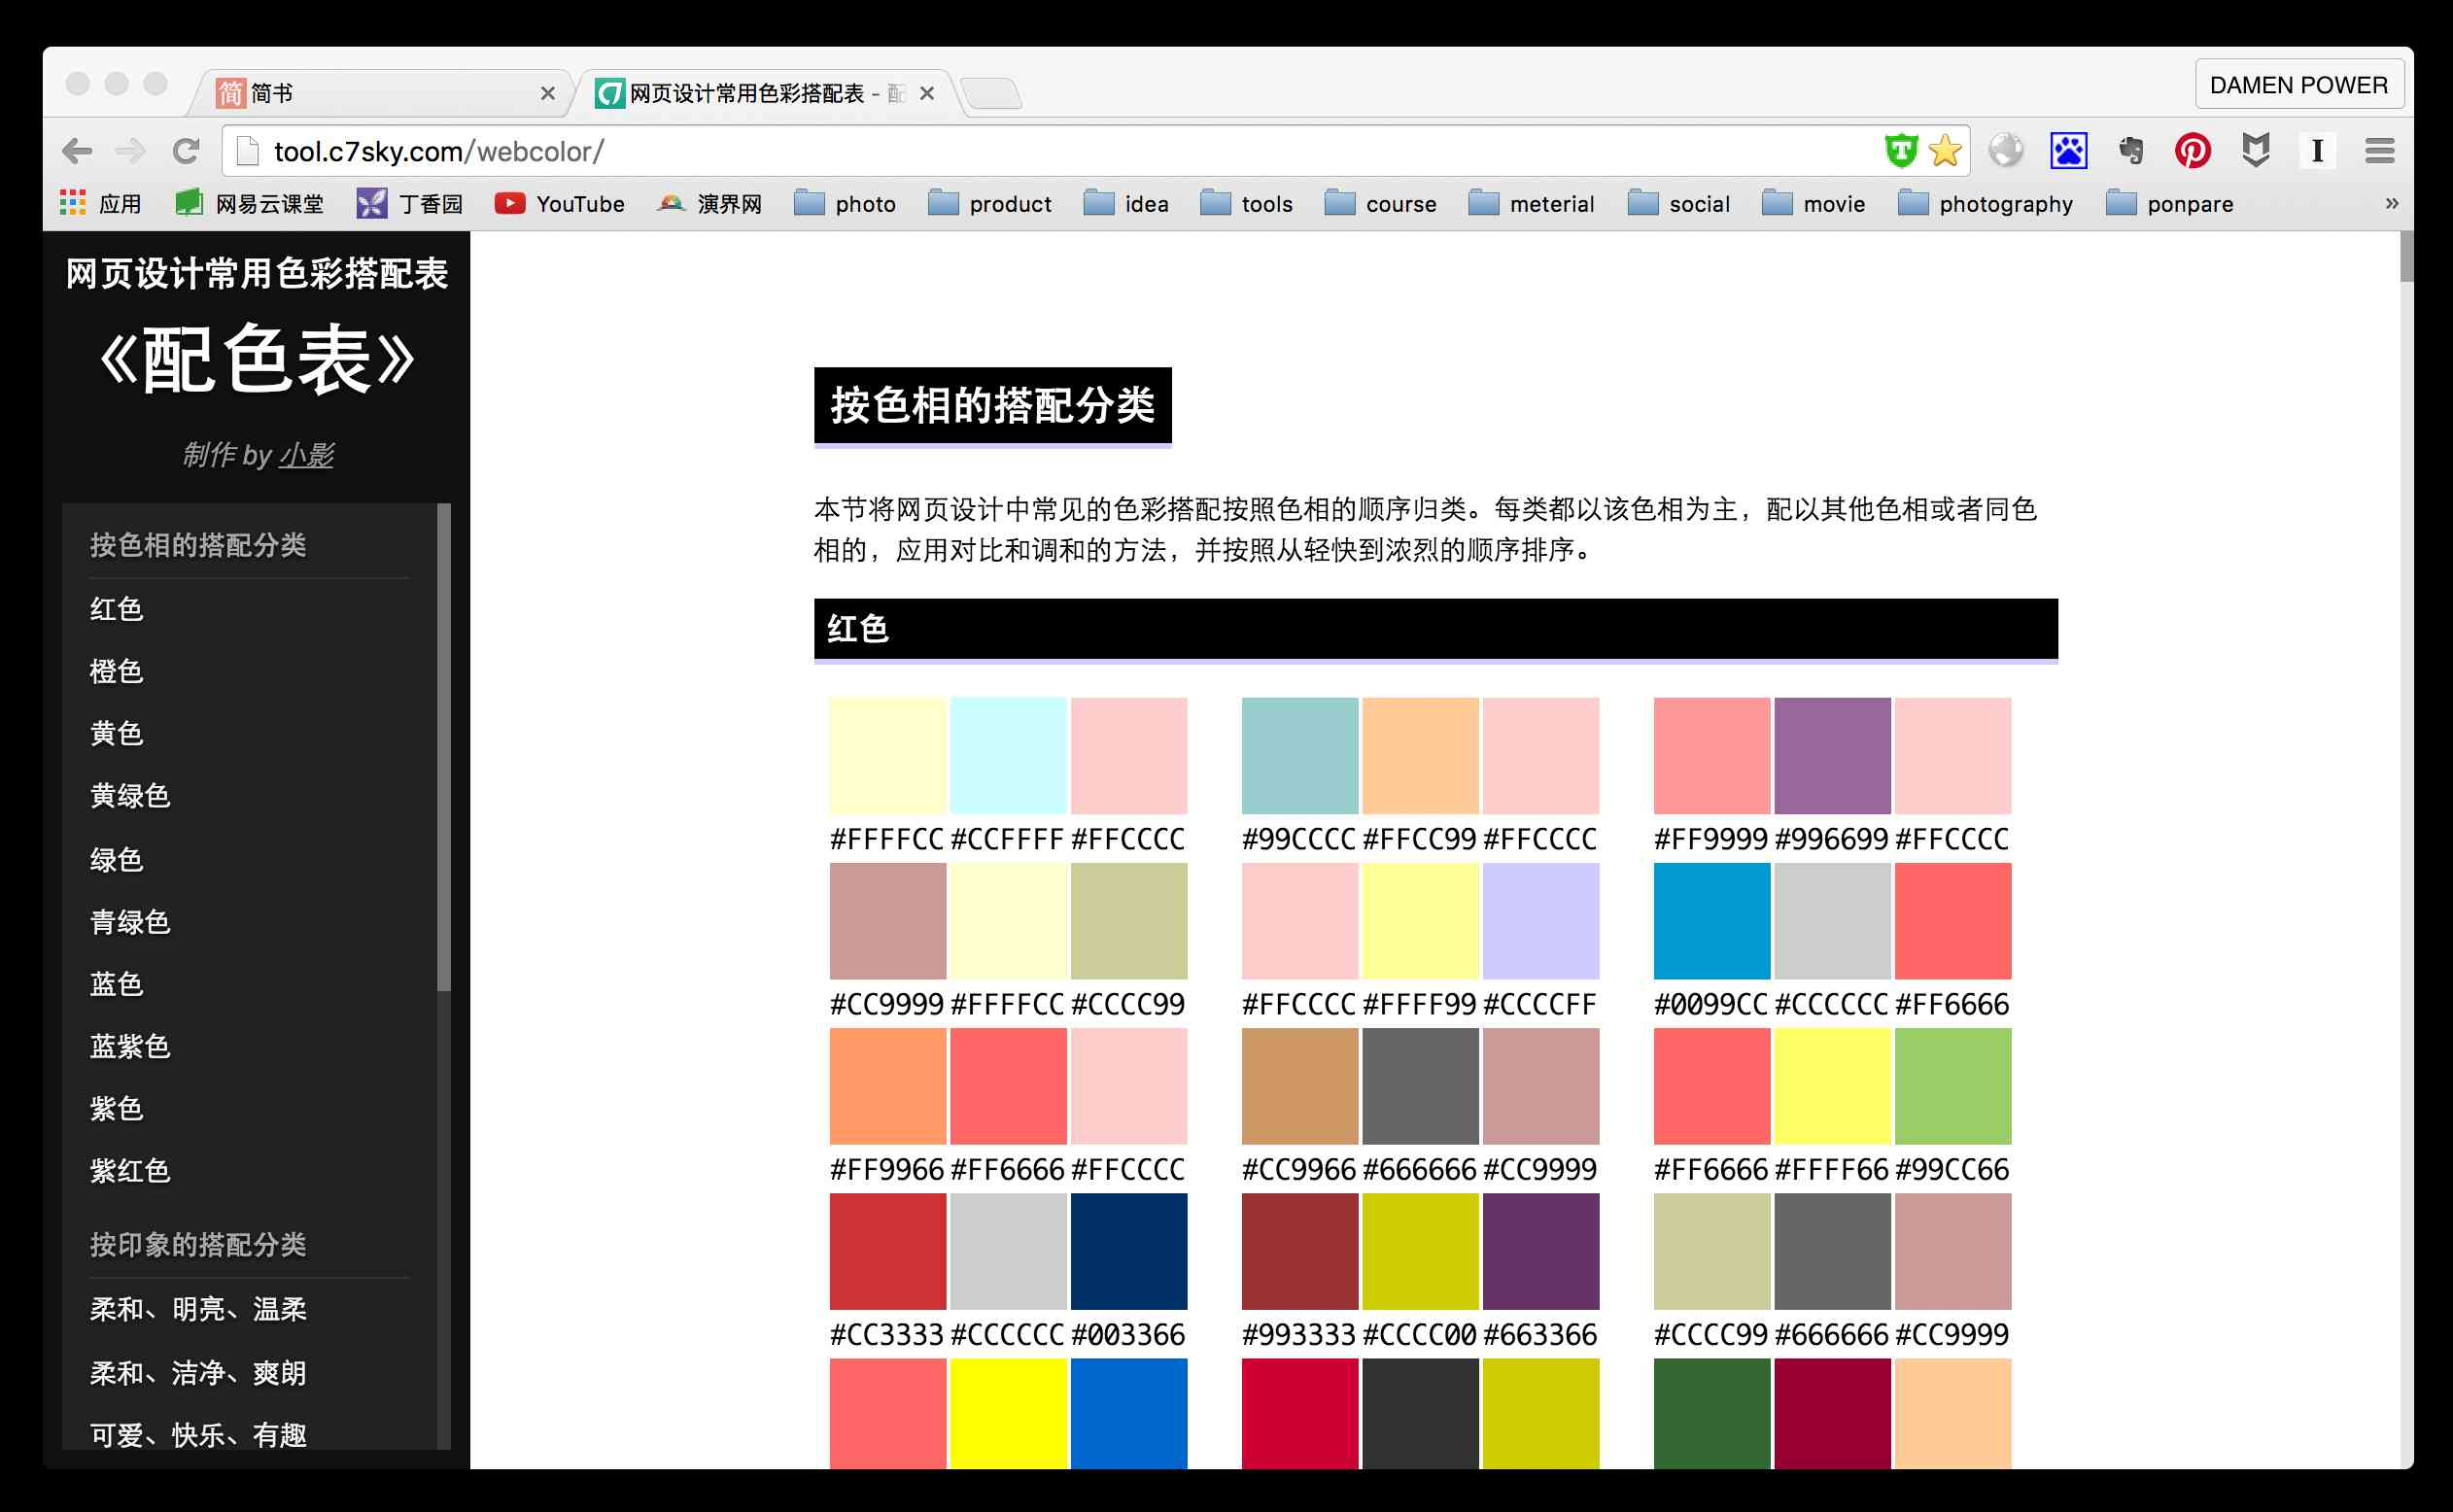 简 简书
网页设计常用色彩搭配表 - 配
DAMEN POWER
tool.c7sky.com/webcolor/
应用 网易云课堂 丁香园 YouTube 演界网 photo product idea tools course meterial social movie photography ponpare »
网页设计常用色彩搭配表
《配色表》
制作 by 小影
按色相的搭配分类
红色
橙色
黄色
黄绿色
绿色
青绿色
蓝色
蓝紫色
紫色
紫红色
按印象的搭配分类
柔和、明亮、温柔
柔和、洁净、爽朗
可爱、快乐、有趣
按色相的搭配分类
本节将网页设计中常见的色彩搭配按照色相的顺序归类。每类都以该色相为主，配以其他色相或者同色
相的，应用对比和调和的方法，并按照从轻快到浓烈的顺序排序。
红色
#FFFFCC #CCFFFF #FFCCCC #99CCCC #FFCC99 #FFCCCC #FF9999 #996699 #FFCCCC
#CC9999 #FFFFCC #CCCC99 #FFCCCC #FFFF99 #CCCCFF #0099CC #CCCCCC #FF6666
#FF9966 #FF6666 #FFCCCC #CC9966 #666666 #CC9999 #FF6666 #FFFF66 #99CC66
#CC3333 #CCCCCC #003366 #993333 #CCCC00 #663366 #CCCC99 #666666 #CC9999